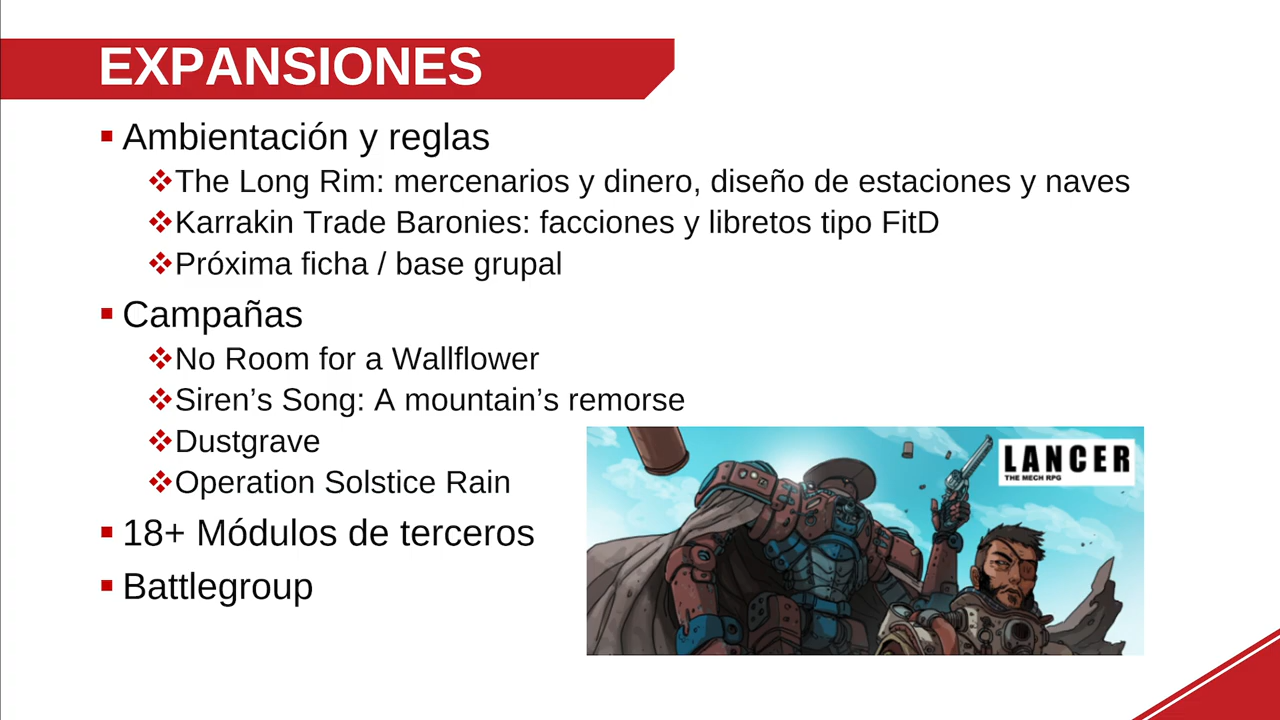 EXPANSIONES
Ambientación y reglas
The Long Rim: mercenarios y dinero, diseño de estaciones y naves
Karrakin Trade Baronies: facciones y libretos tipo FitD
Próxima ficha / base grupal
Campañas
No Room for a Wallflower
Siren’s Song: A mountain’s remorse
Dustgrave
Operation Solstice Rain
18+ Módulos de terceros
Battlegroup
LANCER
THE MECH RPG